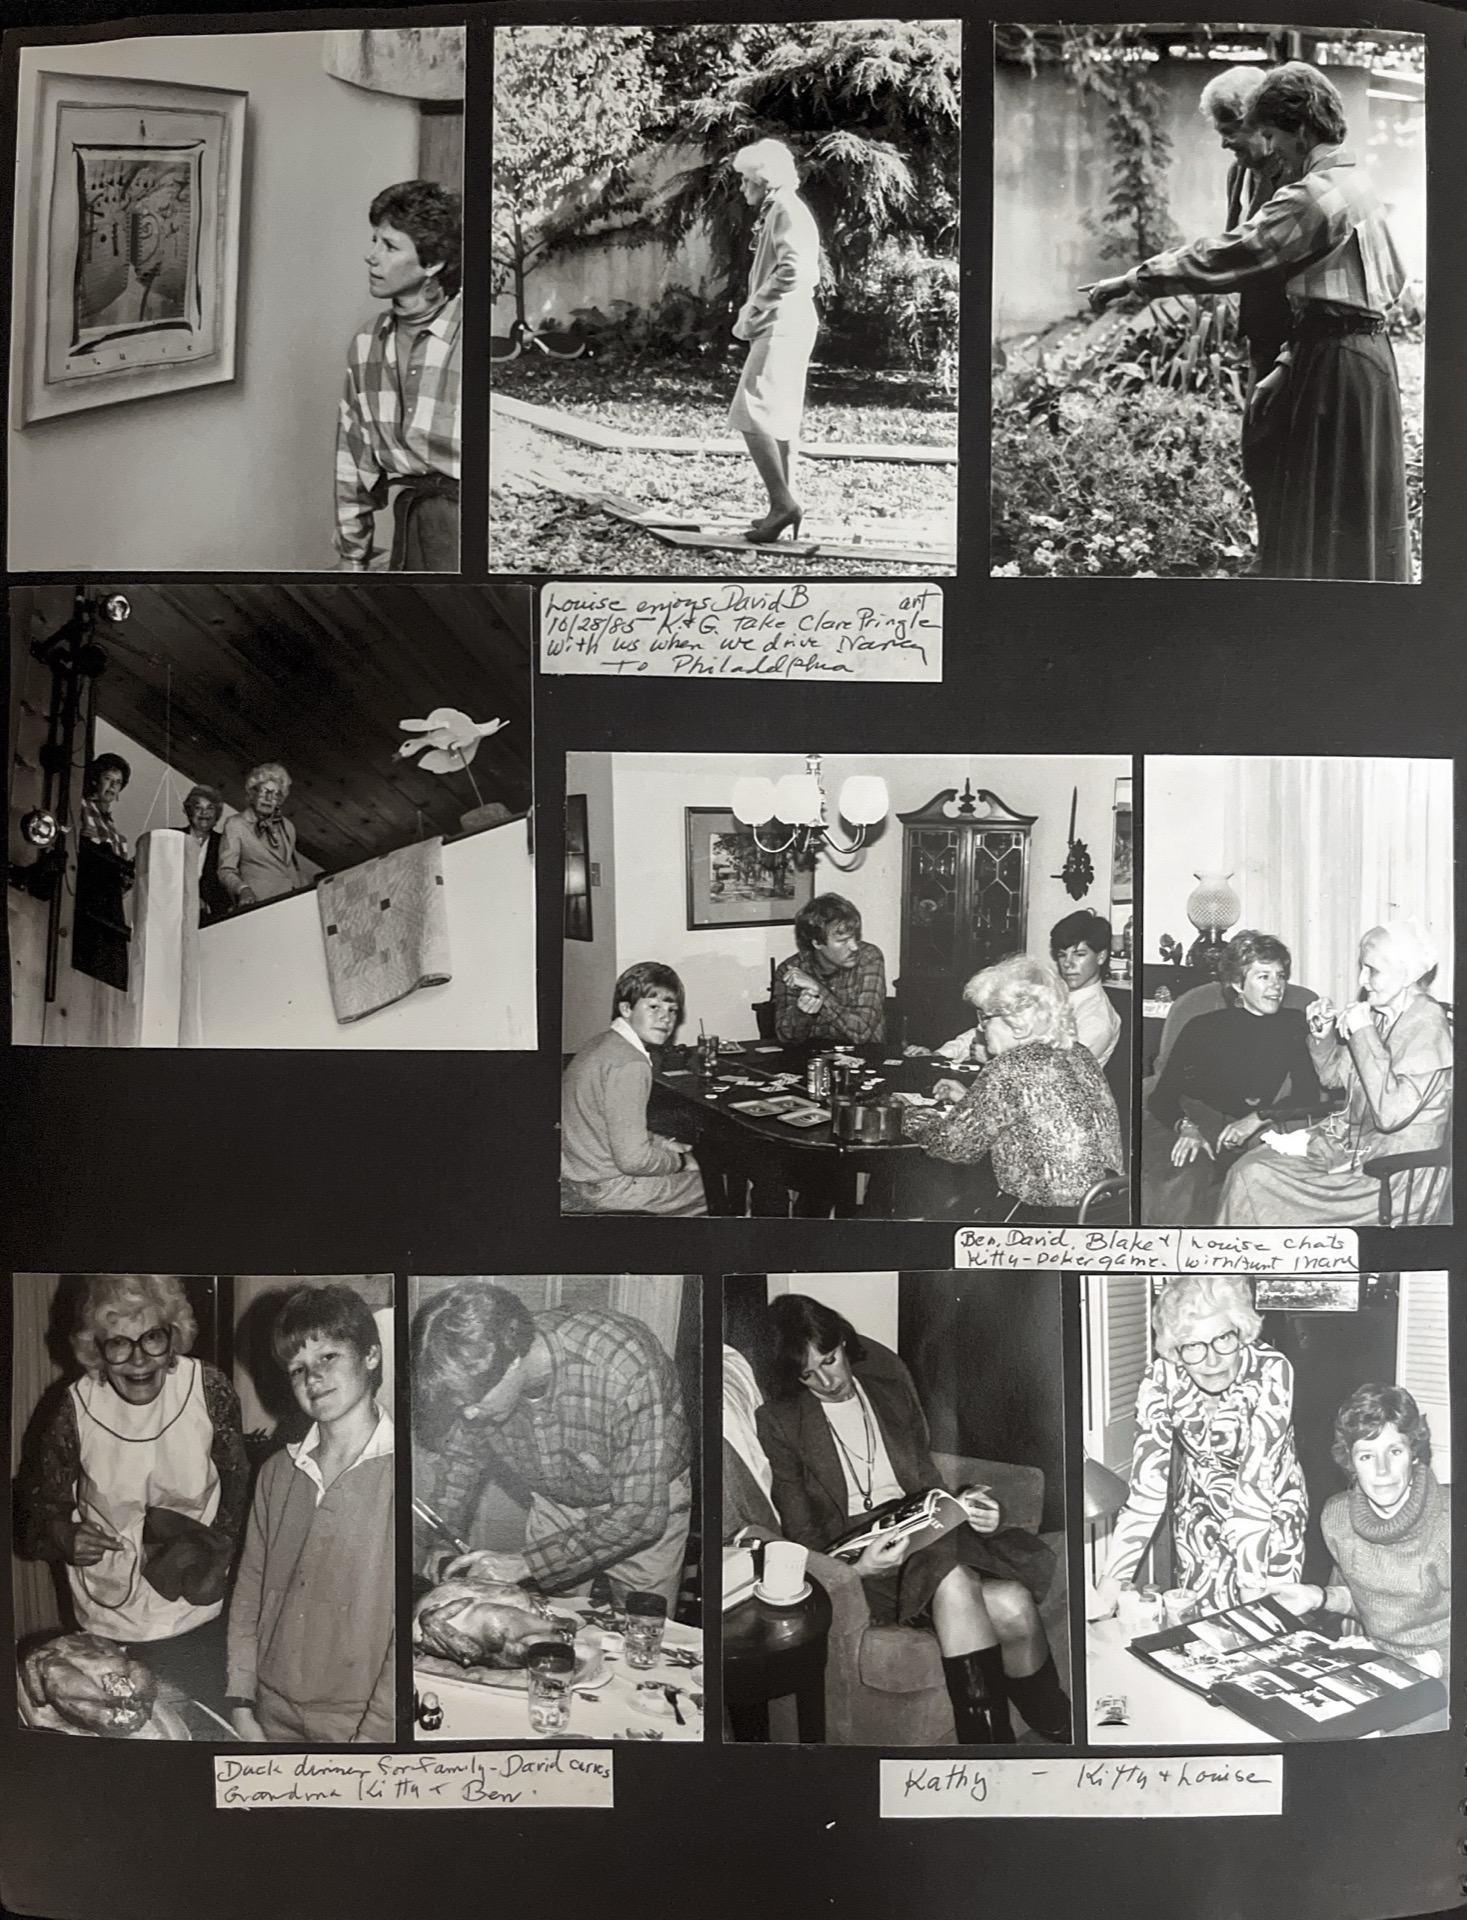 Louise enjoys David B art
10/28/85 K.+G. take Clare Pringle
with us when we drive Nancy
to Philadelphia
Ben, David, Blake +
Kitty - Poker game.
Louise chats
with Aunt Mark
Duck dinner for family - David carves
Grandma Kitty + Ben.
Kathy - Kitty + Louise